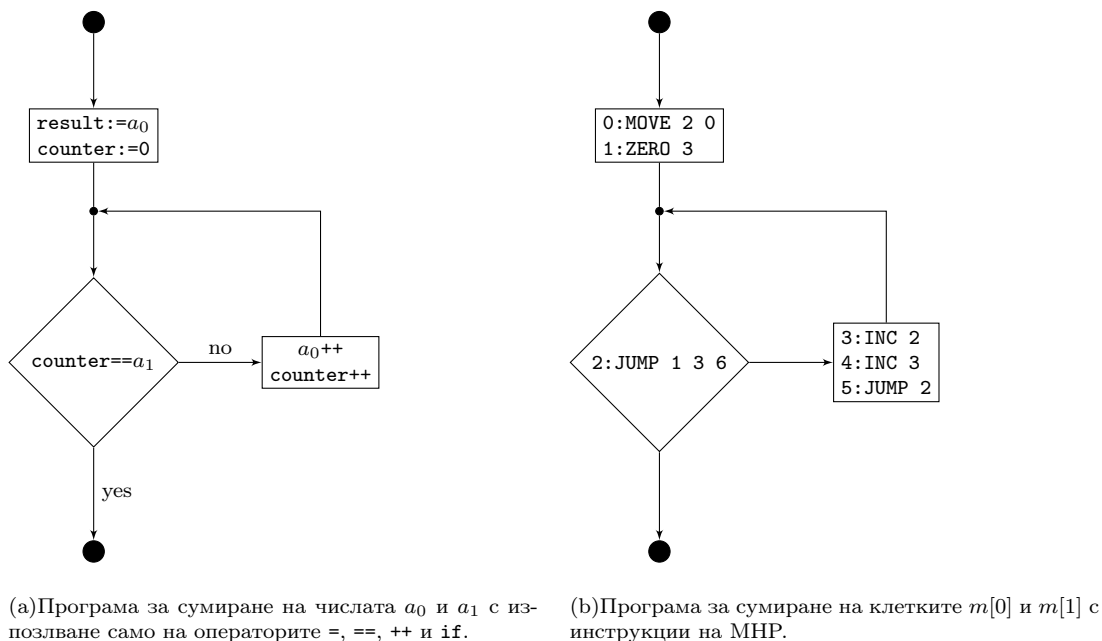 result:=a0
counter:=0
counter==a1
no
a0++
counter++
yes
(a)Програма за сумиране на числата a0 и a1 с из-
позлване само на операторите =, ==, ++ и if.
0:MOVE 2 0
1:ZERO 3
2:JUMP 1 3 6
3:INC 2
4:INC 3
5:JUMP 2
(b)Програма за сумиране на клетките m[0] и m[1] с
инструкции на МНР.